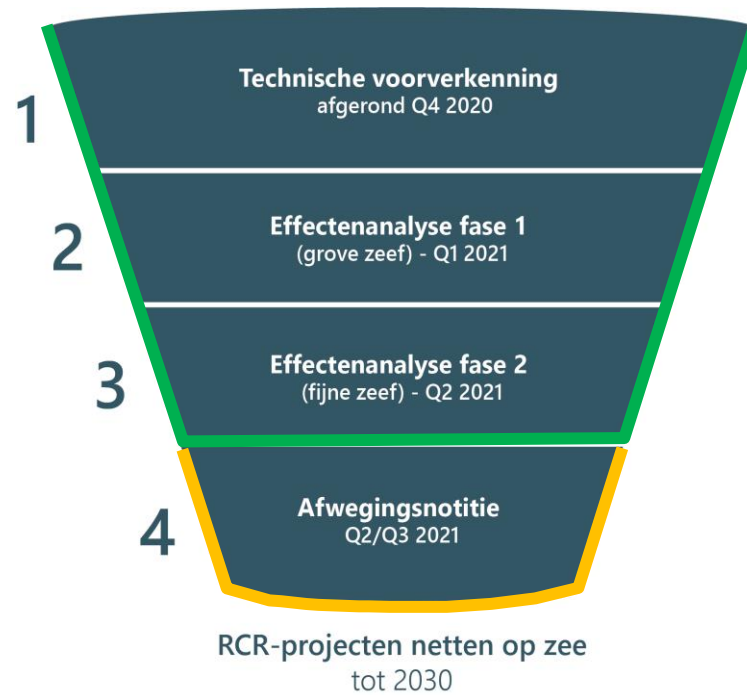 1
Technische voorverkenning
afgerond Q4 2020
2
Effectenanalyse fase 1
(grove zeef) - Q1 2021
3
Effectenanalyse fase 2
(fijne zeef) - Q2 2021
4
Afwegingsnotitie
Q2/Q3 2021
RCR-projecten netten op zee
tot 2030